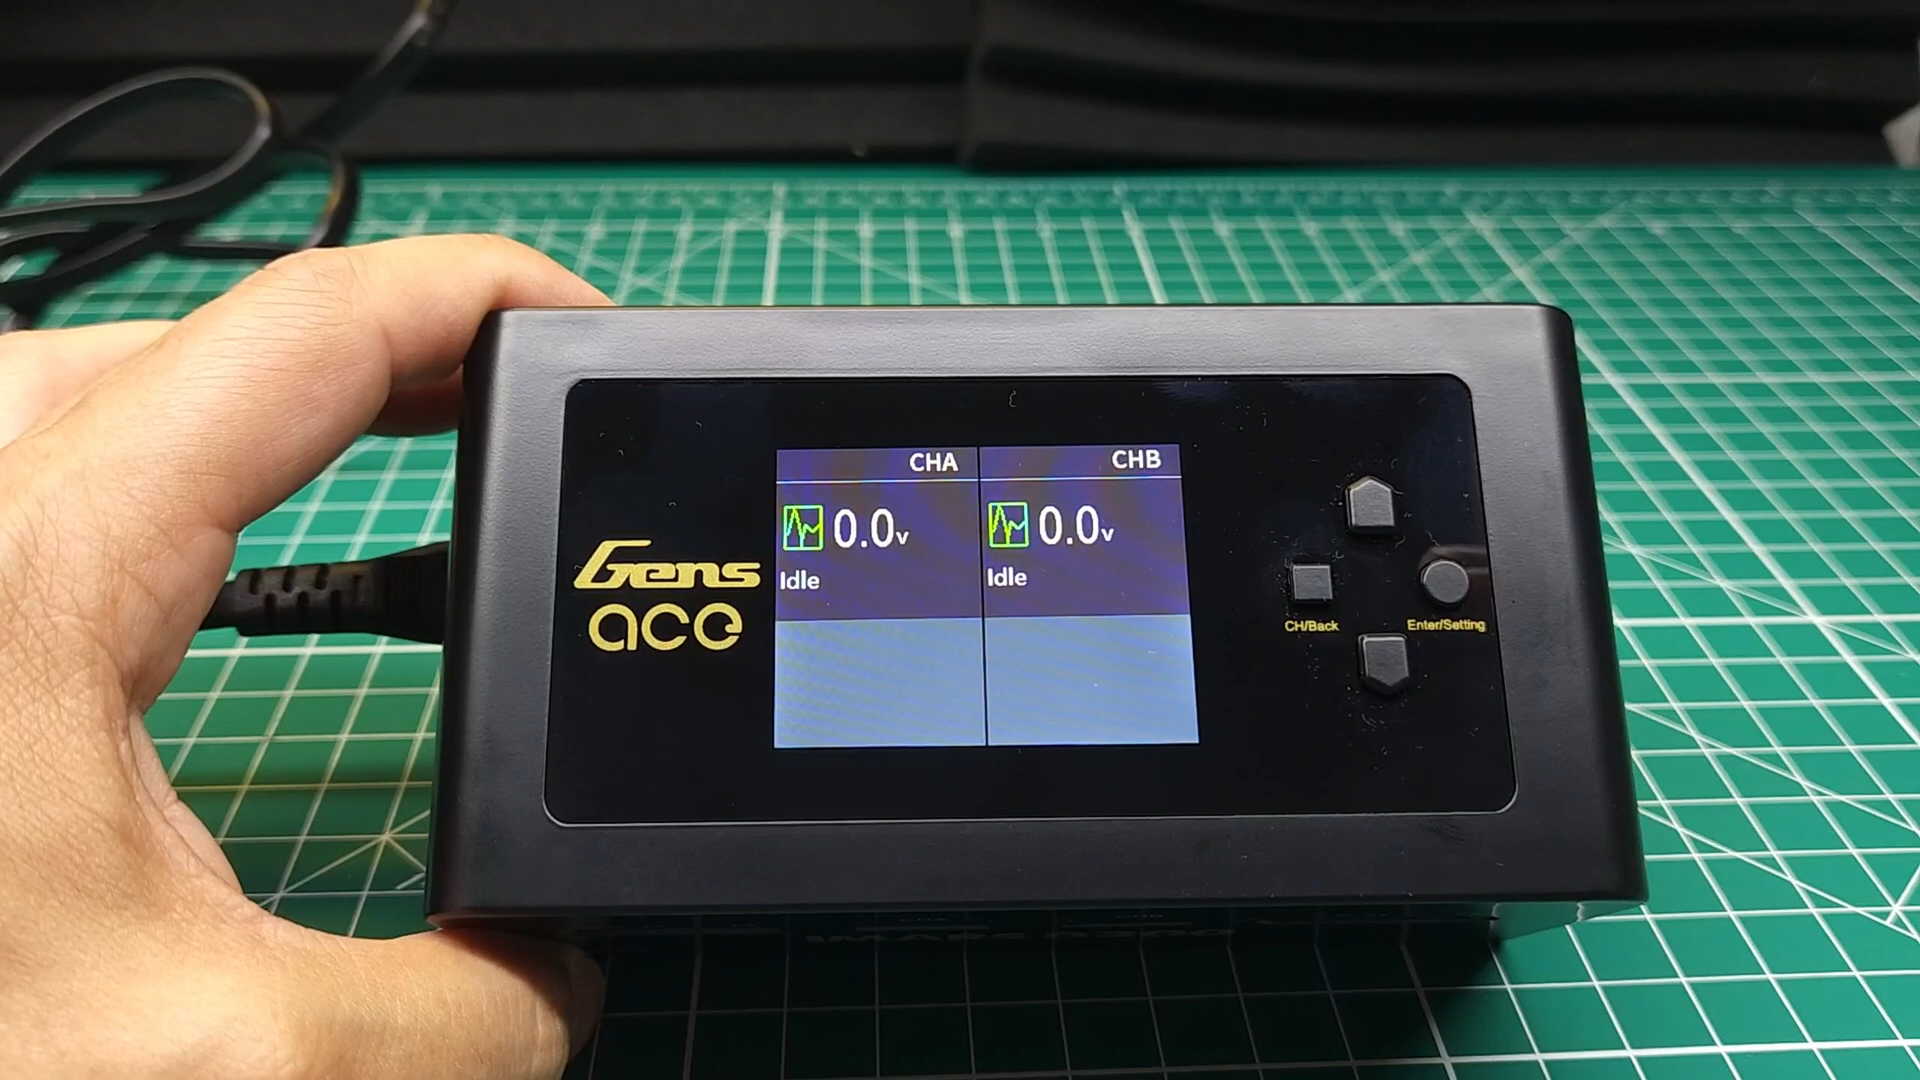 CHA
CHB
0.0v
0.0v
Idle
Idle
Gens
ace
CH/Back
Enter/Setting